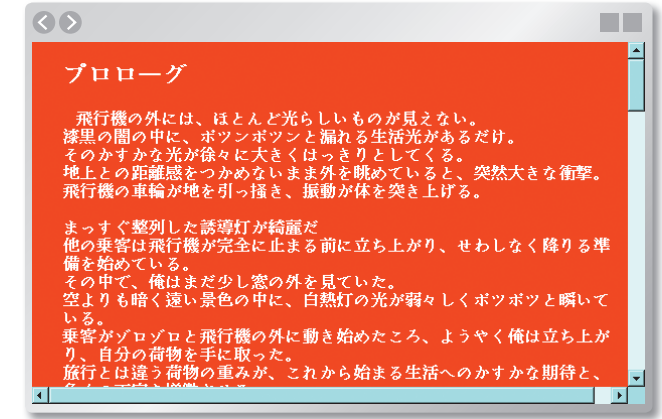 プロローグ
飛行機の外には、ほとんど光らしいものが見えない。
漆黒の闇の中に、ポツンポツンと漏れる生活光があるだけ。
そのかすかな光が徐々に大きくはっきりとしてくる。
地上との距離感をつかめないまま外を眺めていると、突然大きな衝撃。
飛行機の車輪が地を引っ掻き、振動が体を突き上げる。
まっすぐ整列した誘導灯が綺麗だ
他の乗客は飛行機が完全に止まる前に立ち上がり、せわしなく降りる準
備を始めている。
その中で、俺はまだ少し窓の外を見ていた。
空よりも暗く遠い景色の中に、白熱灯の光が弱々しくポツポツと瞬いて
いる。
乗客がゾロゾロと飛行機の外に動き始めたころ、ようやく俺は立ち上が
り、自分の荷物を手に取った。
旅行とは違う荷物の重みが、これから始まる生活へのかすかな期待と、